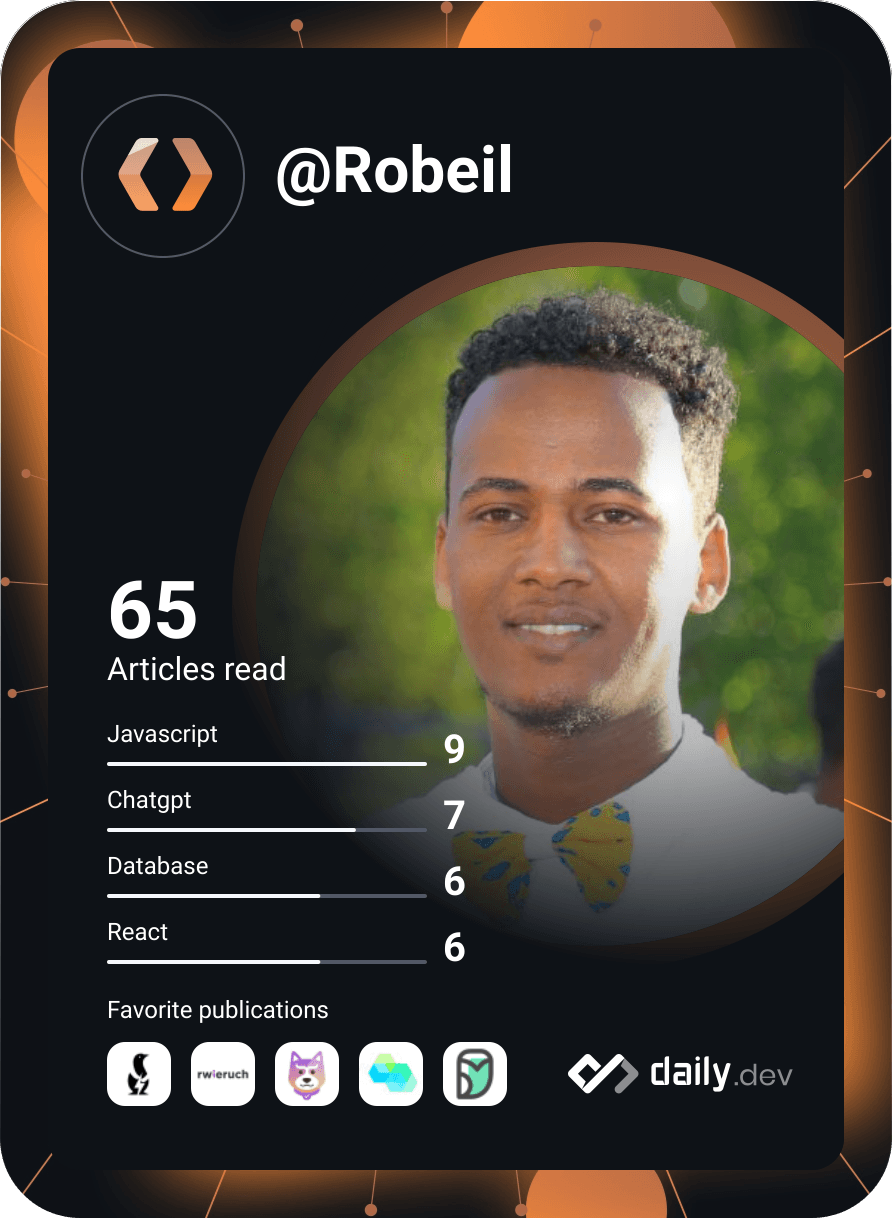 @Robeil
65
Articles read
Javascript
9
Chatgpt
7
Database
6
React
6
Favorite publications
rwieruch
daily.dev